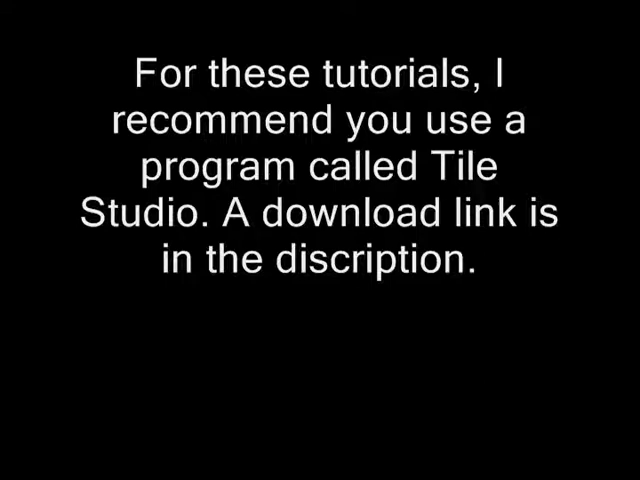 For these tutorials, I
recommend you use a
program called Tile
Studio. A download link is
in the discription.